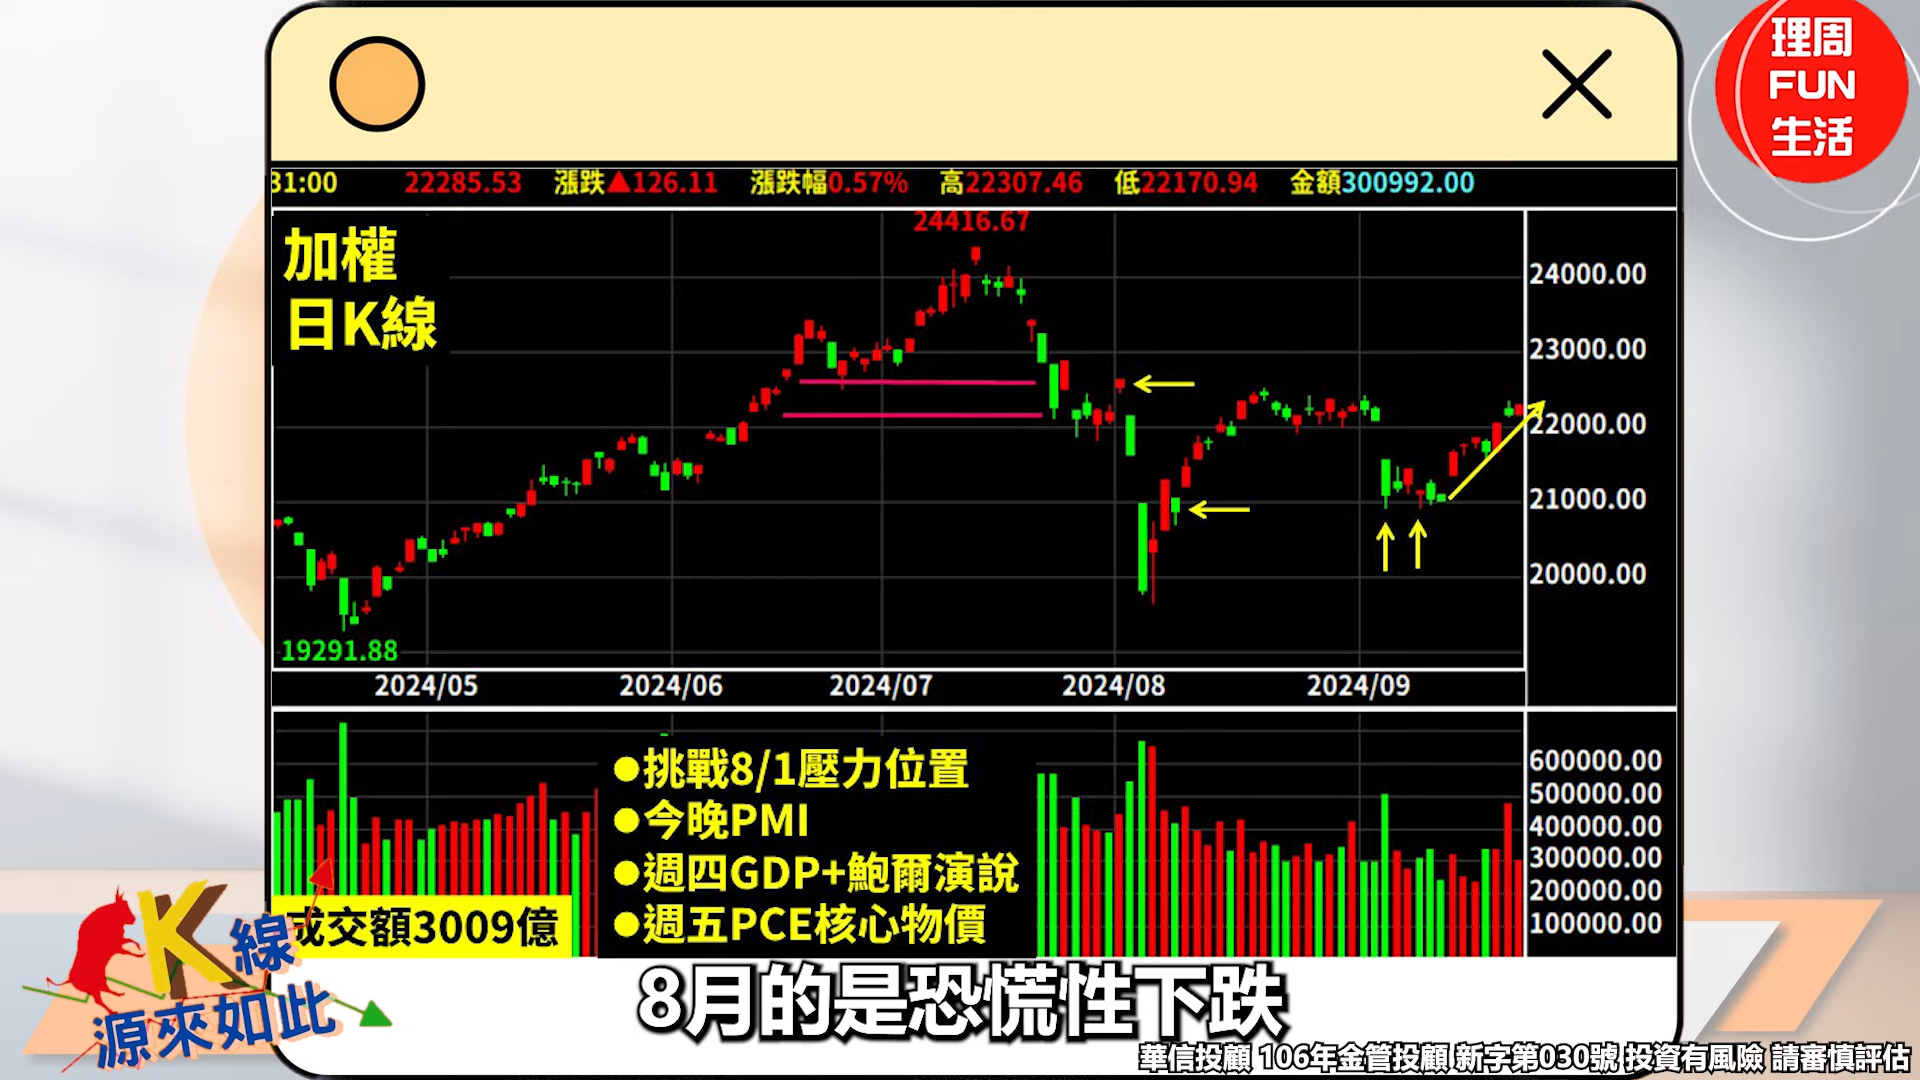 理周
FUN
生活
31:00 22285.53 漲跌▲126.11 漲跌幅0.57% 高22307.46 低22170.94 金額300992.00
加權
日K線
24416.67
19291.88
24000.00
23000.00
22000.00
21000.00
20000.00
2024/05 2024/06 2024/07 2024/08 2024/09
600000.00
500000.00
400000.00
300000.00
200000.00
100000.00
●挑戰8/1壓力位置
●今晚PMI
●週四GDP+鮑爾演說
●週五PCE核心物價
成交額3009億
K線
源來如此
8月的是恐慌性下跌
華信投顧 106年金管投顧 新字第030號 投資有風險 請審慎評估